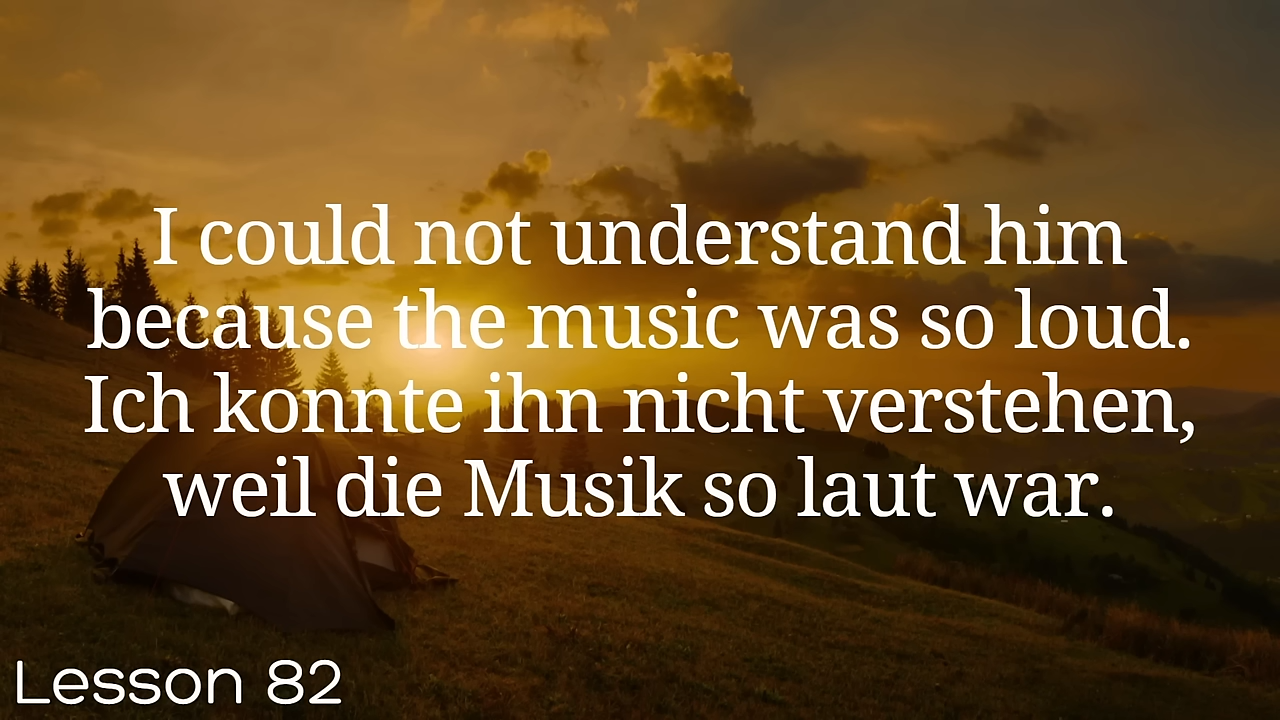 I could not understand him
because the music was so loud.
Ich konnte ihn nicht verstehen,
weil die Musik so laut war.
Lesson 82